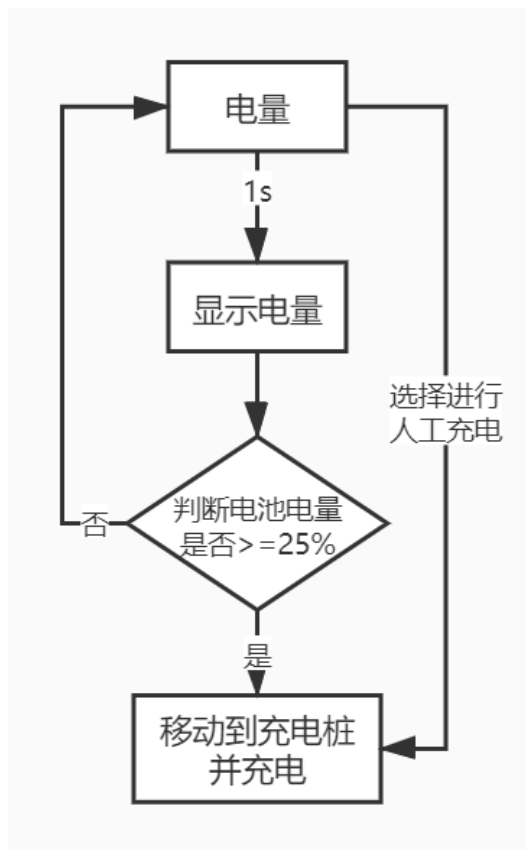 电量
1s
显示电量
选择进行
人工充电
判断电池电量
是否>=25%
否
是
移动到充电桩
并充电